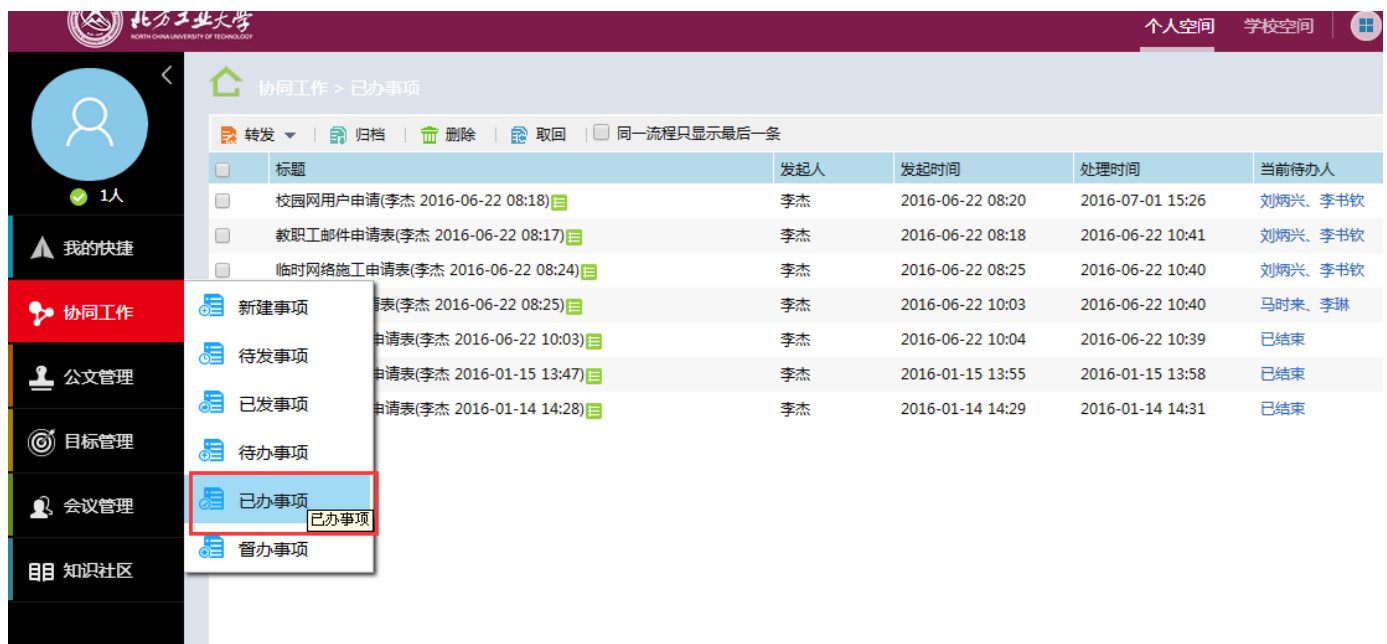 北方工业大学
NORTH CHINA UNIVERSITY OF TECHNOLOGY
个人空间 学校空间
协同工作 > 已办事项
转发 归档 删除 取回 同一流程只显示最后一条
标题 发起人 发起时间 处理时间 当前待办人
1人
校园网用户申请(李杰 2016-06-22 08:18) 李杰 2016-06-22 08:20 2016-07-01 15:26 刘炳兴、李书钦
教职工邮件申请表(李杰 2016-06-22 08:17) 李杰 2016-06-22 08:18 2016-06-22 10:41 刘炳兴、李书钦
临时网络施工申请表(李杰 2016-06-22 08:24) 李杰 2016-06-22 08:25 2016-06-22 10:40 刘炳兴、李书钦
请表(李杰 2016-06-22 08:25) 李杰 2016-06-22 10:03 2016-06-22 10:40 马时来、李琳
申请表(李杰 2016-06-22 10:03) 李杰 2016-06-22 10:04 2016-06-22 10:39 已结束
申请表(李杰 2016-01-15 13:47) 李杰 2016-01-15 13:55 2016-01-15 13:58 已结束
申请表(李杰 2016-01-14 14:28) 李杰 2016-01-14 14:29 2016-01-14 14:31 已结束
我的快捷
协同工作
公文管理
目标管理
会议管理
知识社区
新建事项
待发事项
已发事项
待办事项
已办事项
已办事项
督办事项